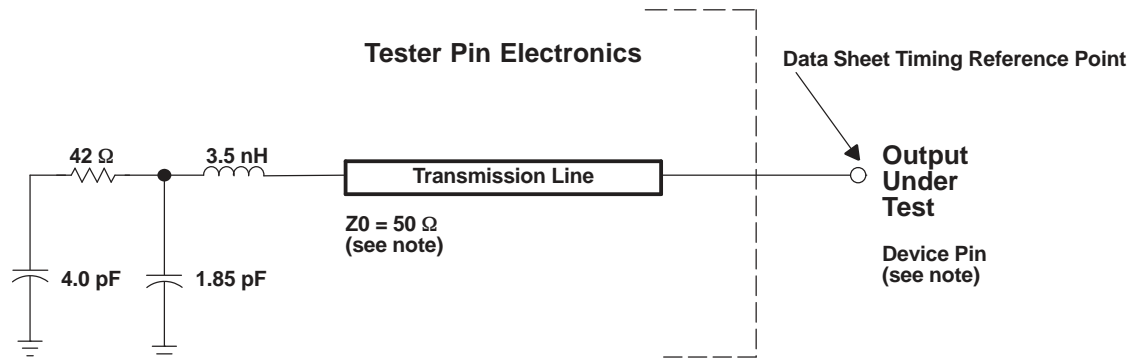 Tester Pin Electronics
Data Sheet Timing Reference Point
42 Ω
3.5 nH
Transmission Line
Output
Under
Test
Z0 = 50 Ω
(see note)
Device Pin
(see note)
4.0 pF
1.85 pF